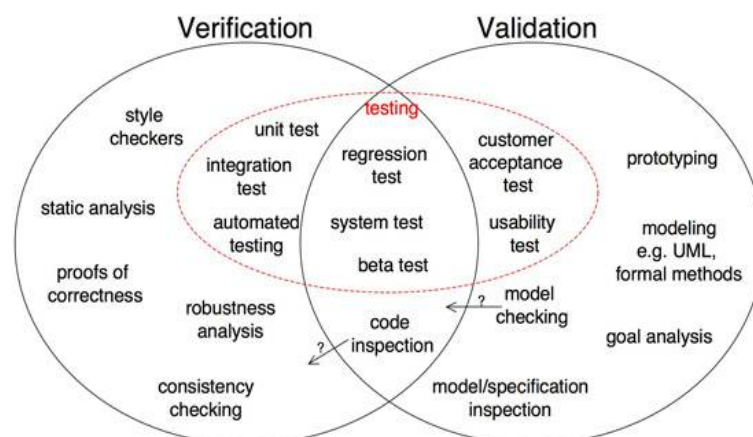 Verification
Validation
testing
style
checkers
unit test
integration
test
automated
testing
static analysis
proofs of
correctness
robustness
analysis
consistency
checking
regression
test
system test
beta test
?
code
inspection
customer
acceptance
test
usability
test
?
model
checking
model/specification
inspection
prototyping
modeling
e.g. UML,
formal methods
goal analysis